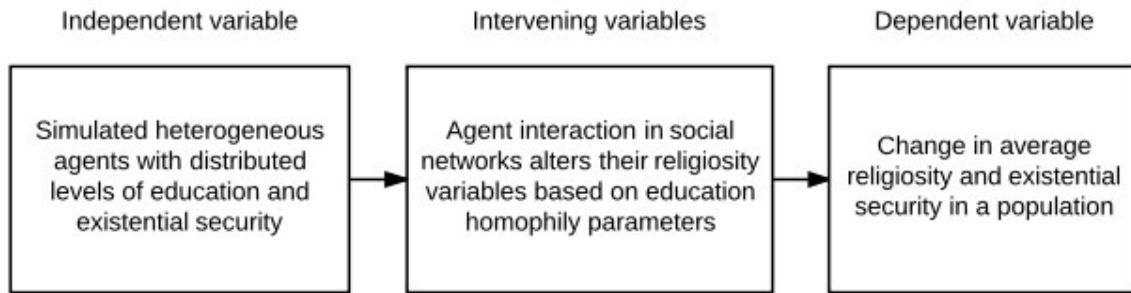 Independent variable
Intervening variables
Dependent variable
Simulated heterogeneous
agents with distributed
levels of education and
existential security
Agent interaction in social
networks alters their religiosity
variables based on education
homophily parameters
Change in average
religiosity and existential
security in a population